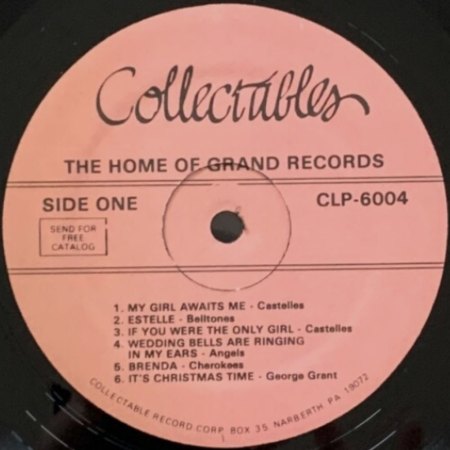 Collectables
THE HOME OF GRAND RECORDS
SIDE ONE
CLP-6004
SEND FOR
FREE
CATALOG
1. MY GIRL AWAITS ME - Castelles
2. ESTELLE - Belltones
3. IF YOU WERE THE ONLY GIRL - Castelles
4. WEDDING BELLS ARE RINGING
IN MY EARS - Angels
5. BRENDA - Cherokees
6. IT'S CHRISTMAS TIME - George Grant
COLLECTABLE RECORD CORP BOX 35 NARBERTH, PA 19072